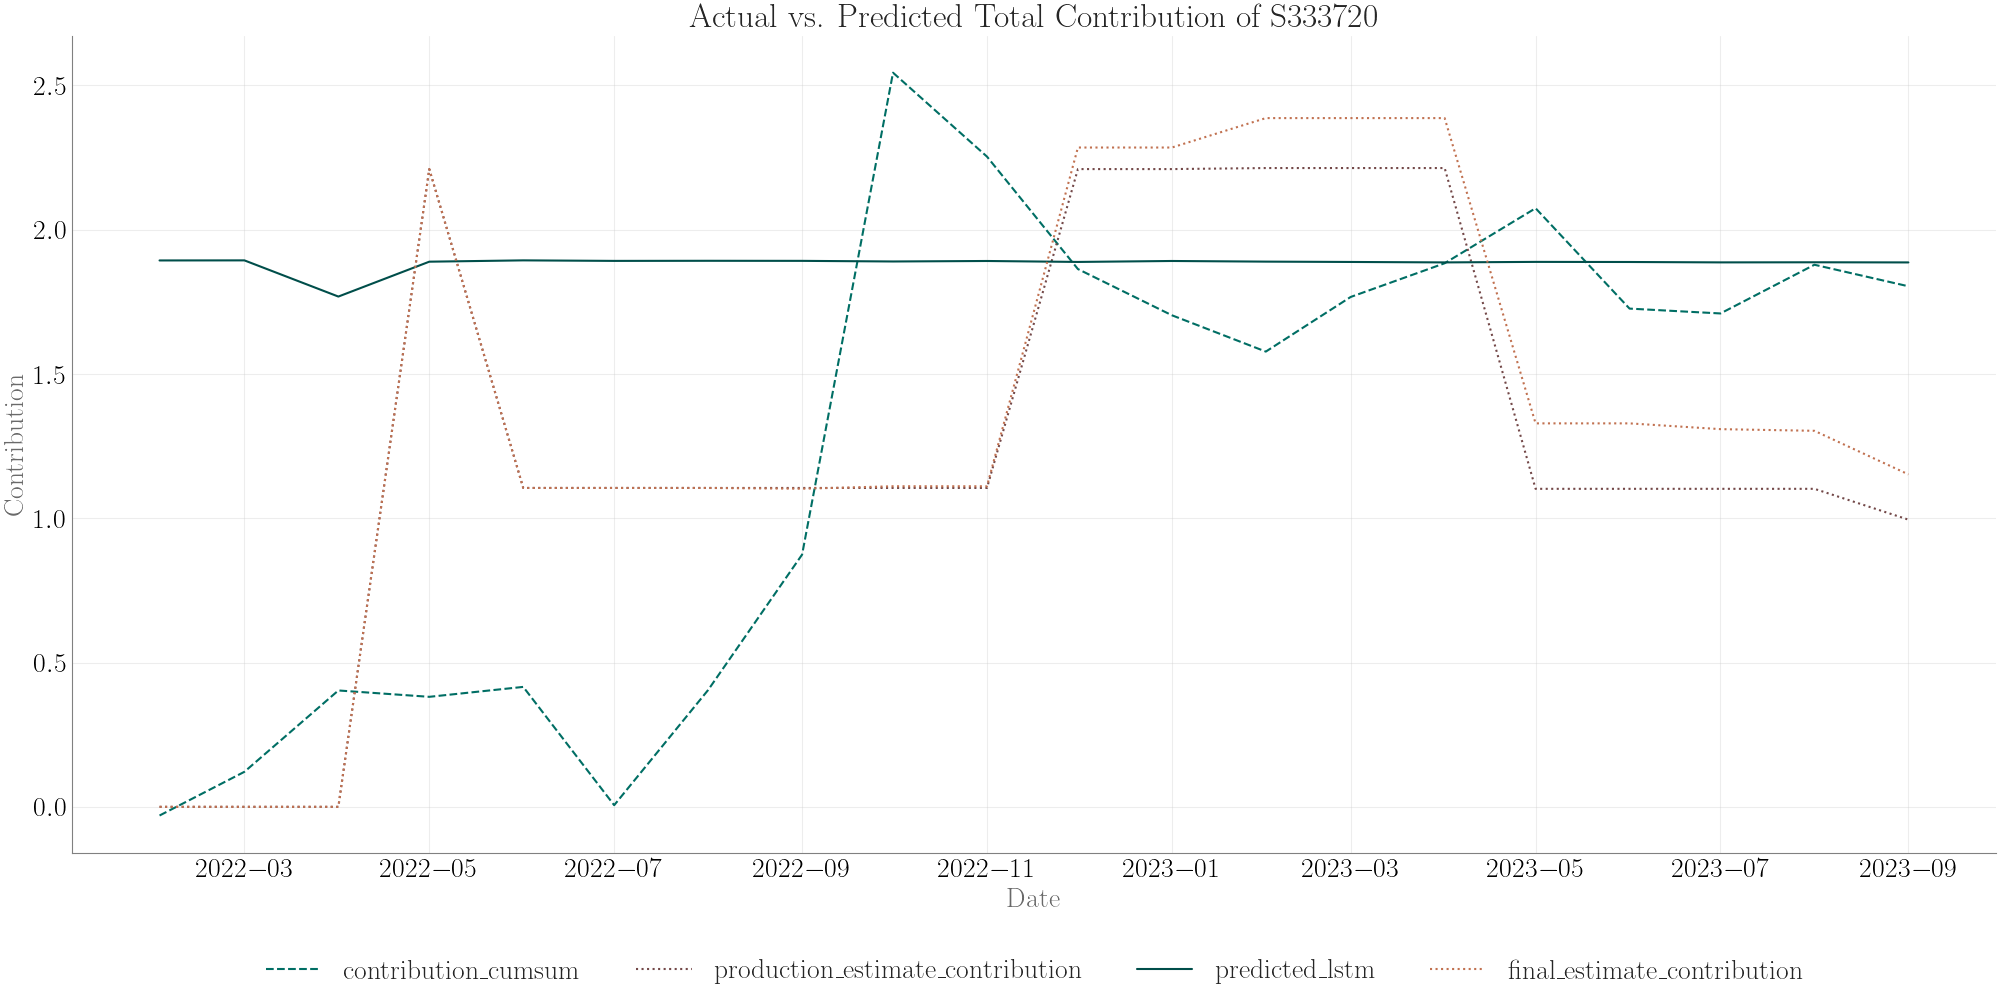 Actual vs. Predicted Total Contribution of S333720
Contribution
2.5
2.0
1.5
1.0
0.5
0.0
2022−03 2022−05 2022−07 2022−09 2022−11 2023−01 2023−03 2023−05 2023−07 2023−09
Date
contribution_cumsum production_estimate_contribution predicted_lstm final_estimate_contribution